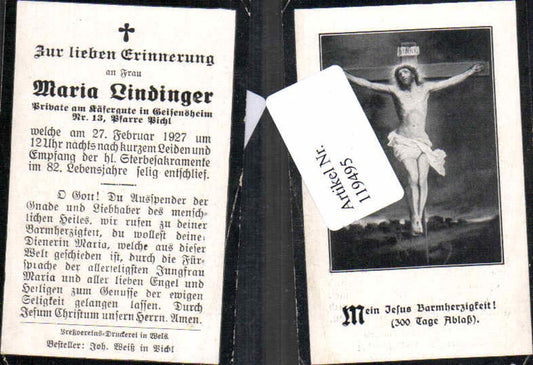 Zur lieben Erinnerung
an Frau
Maria Lindinger
Private am Käfergute in Geisensheim
Nr. 13, Pfarre Pichl
welche am 27. Februar 1927 um
12 Uhr nachts nach kurzem Leiden und
Empfang der hl. Sterbesakramente
im 82. Lebensjahre selig entschlief.
O Gott! Du Ausspender der
Gnade und Liebhaber des mensch-
lichen Heiles, wir rufen zu deiner
Barmherzigkeit, du wollest deine
Dienerin Maria, welche aus dieser
Welt geschieden ist, durch die Für-
sprache der allerseligsten Jungfrau
Maria und aller lieben Engel und
Heiligen zum Genusse der ewigen
Seligkeit gelangen lassen. Durch
Jesum Christum unsern Herrn. Amen.
Preßvereins-Druckerei in Wels.
Besteller: Joh. Weiß in Pichl
Artikel Nr.
119495
Mein Jesus Barmherzigkeit!
(300 Tage Ablaß).